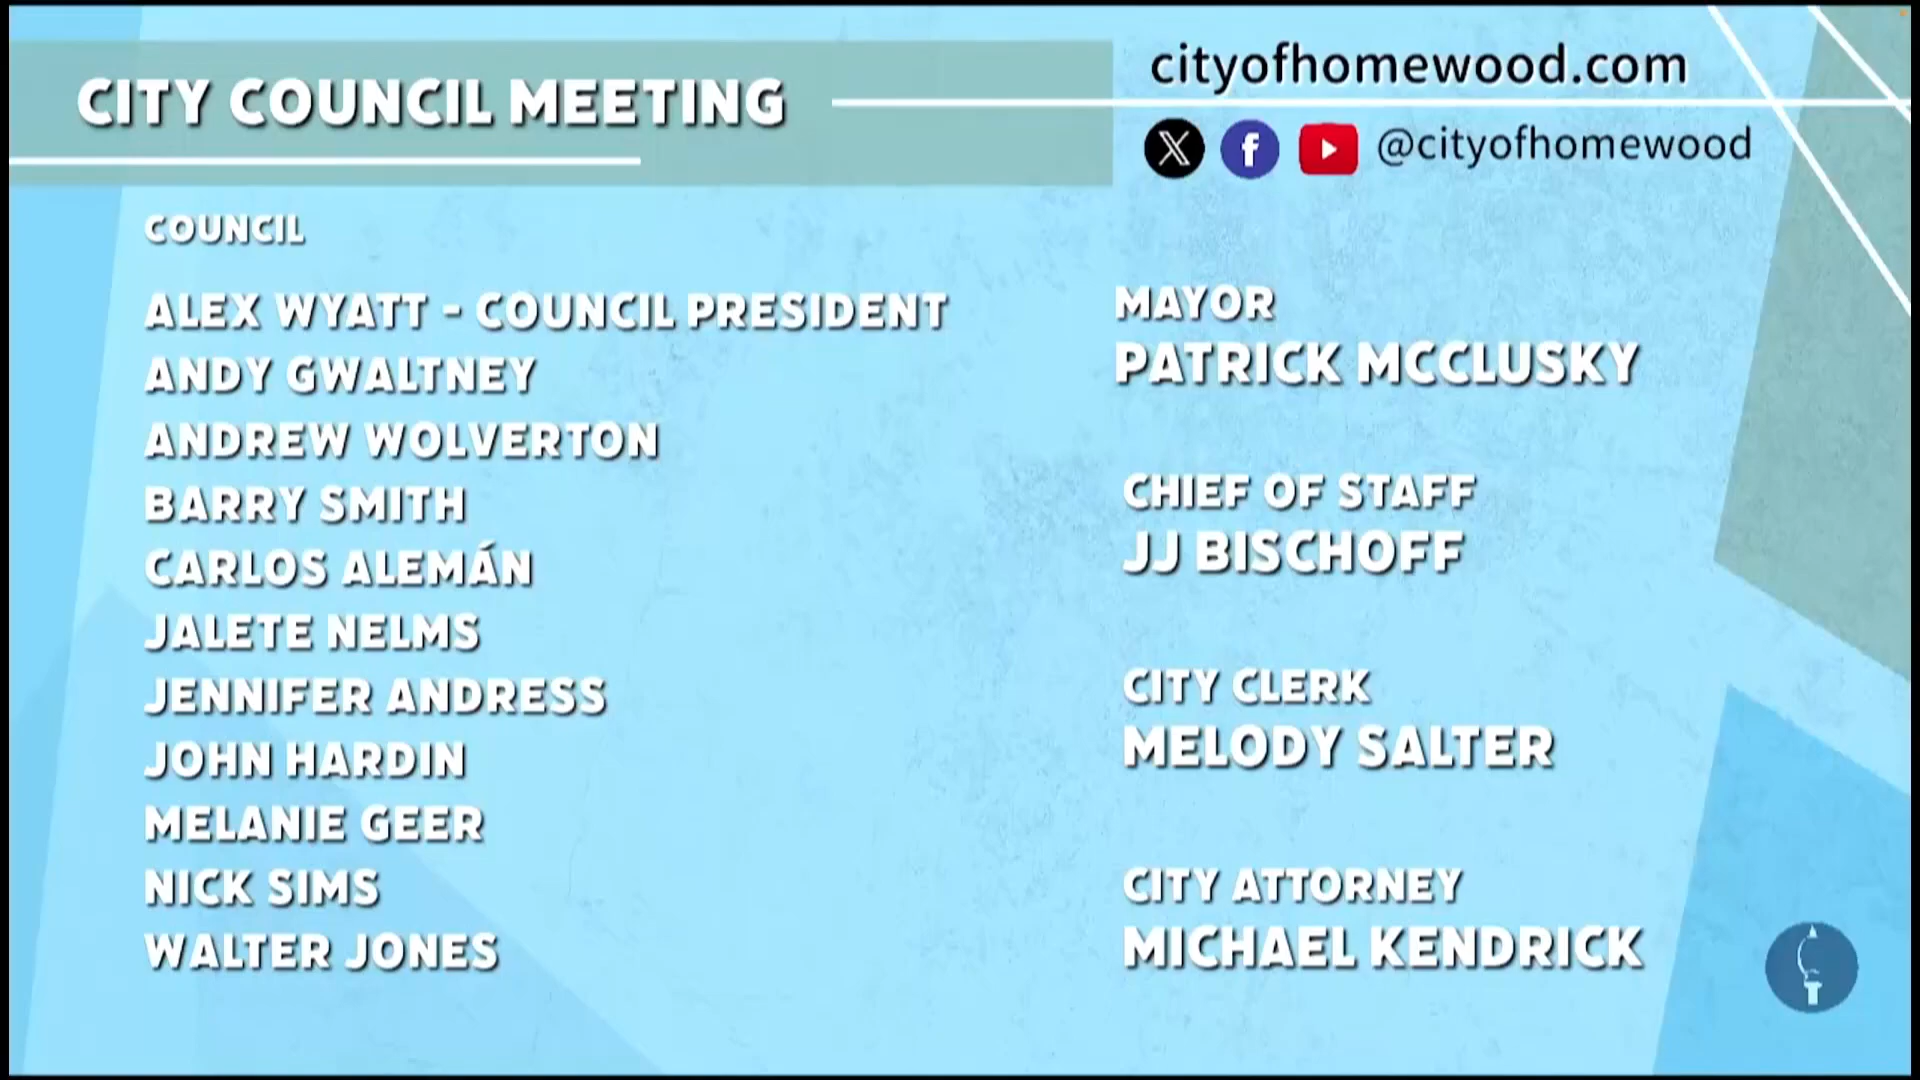 CITY COUNCIL MEETING
cityofhomewood.com
@cityofhomewood
COUNCIL
ALEX WYATT - COUNCIL PRESIDENT
ANDY GWALTNEY
ANDREW WOLVERTON
BARRY SMITH
CARLOS ALEMÁN
JALETE NELMS
JENNIFER ANDRESS
JOHN HARDIN
MELANIE GEER
NICK SIMS
WALTER JONES
MAYOR
PATRICK MCCLUSKY
CHIEF OF STAFF
JJ BISCHOFF
CITY CLERK
MELODY SALTER
CITY ATTORNEY
MICHAEL KENDRICK